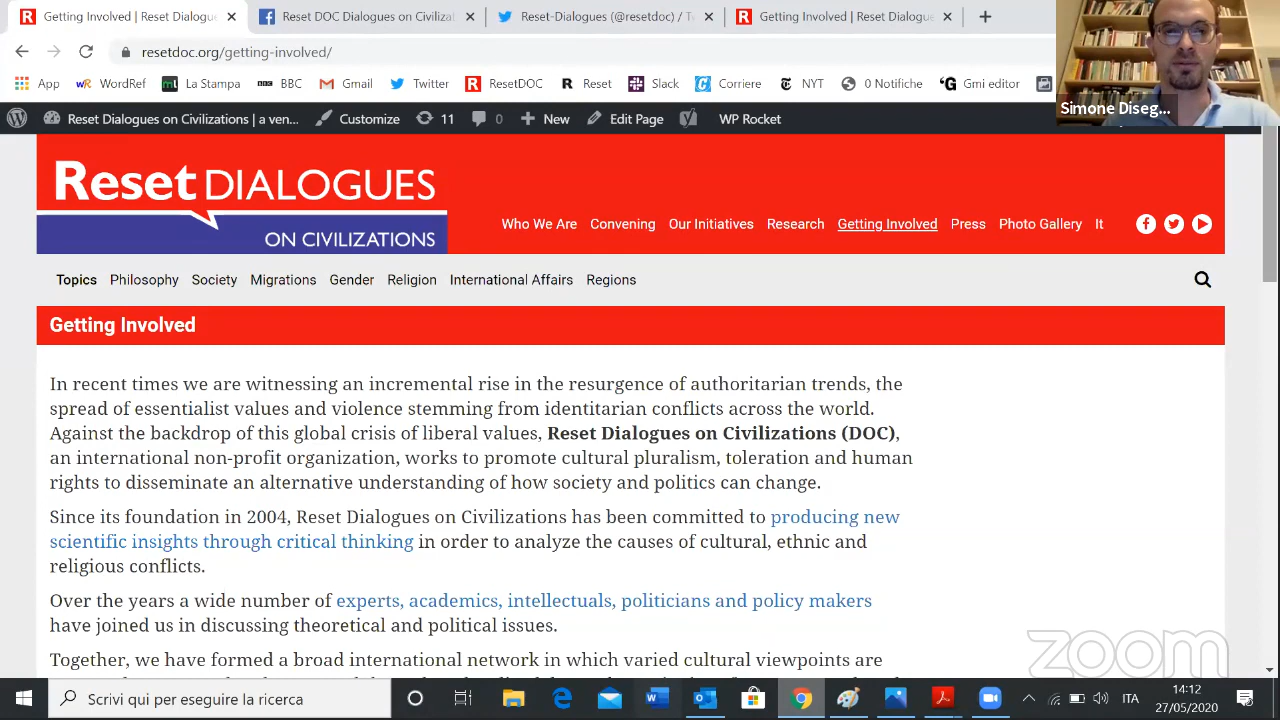 Getting Involved | Reset Dialogu
Reset DOC Dialogues on Civilizat
Reset-Dialogues (@resetdoc) / Tw
Getting Involved | Reset Dialogu
resetdoc.org/getting-involved/
App
WordRef
La Stampa
BBC
Gmail
Twitter
ResetDOC
Reset
Slack
Corriere
NYT
0 Notifiche
Gmi editor
Simone Diseg...
Reset Dialogues on Civilizations | a ven...
Customize
11
0
New
Edit Page
WP Rocket
Reset DIALOGUES
ON CIVILIZATIONS
Who We Are
Convening
Our Initiatives
Research
Getting Involved
Press
Photo Gallery
It
Topics
Philosophy
Society
Migrations
Gender
Religion
International Affairs
Regions
Getting Involved
In recent times we are witnessing an incremental rise in the resurgence of authoritarian trends, the
spread of essentialist values and violence stemming from identitarian conflicts across the world.
Against the backdrop of this global crisis of liberal values, Reset Dialogues on Civilizations (DOC),
an international non-profit organization, works to promote cultural pluralism, toleration and human
rights to disseminate an alternative understanding of how society and politics can change.
Since its foundation in 2004, Reset Dialogues on Civilizations has been committed to producing new
scientific insights through critical thinking in order to analyze the causes of cultural, ethnic and
religious conflicts.
Over the years a wide number of experts, academics, intellectuals, politicians and policy makers
have joined us in discussing theoretical and political issues.
Together, we have formed a broad international network in which varied cultural viewpoints are
zoom
Scrivi qui per eseguire la ricerca
ITA
14:12
27/05/2020